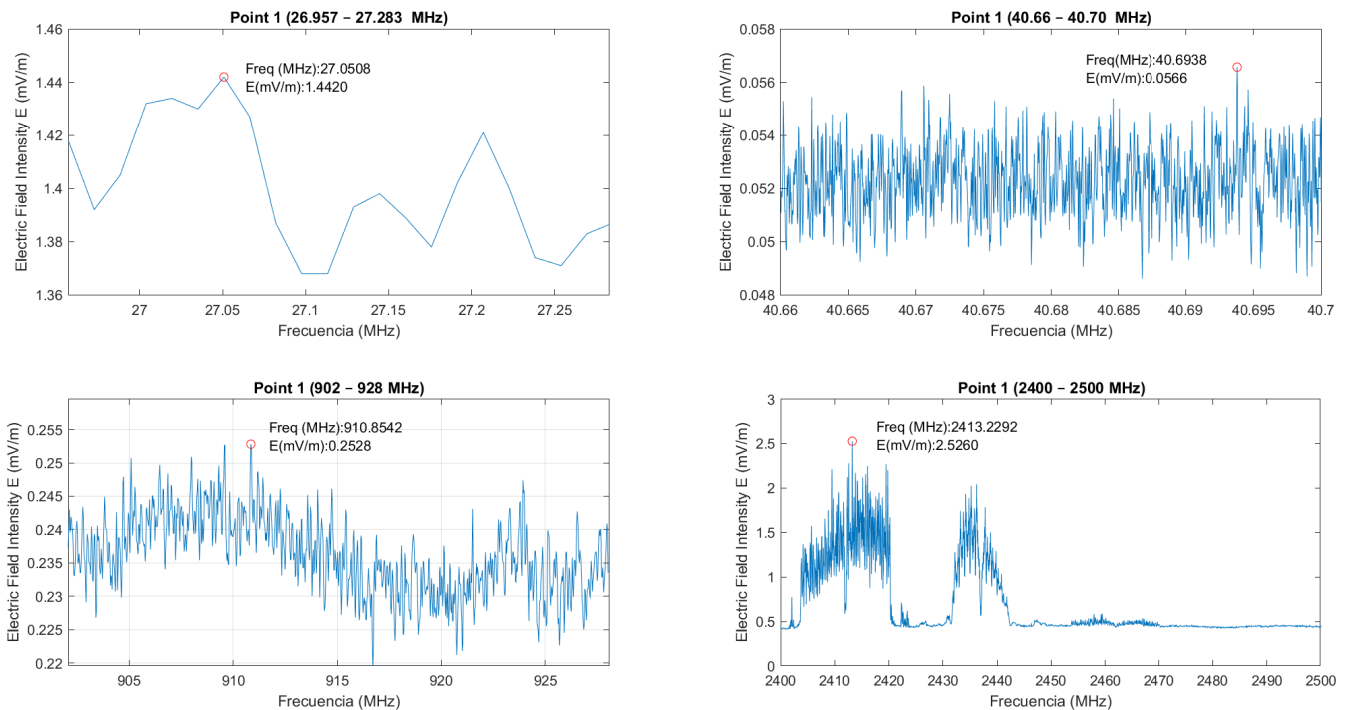 Point 1 (26.957 – 27.283  MHz)
Electric Field Intensity E (mV/m)
1.46
1.44
1.42
1.4
1.38
1.36
Freq (MHz):27.0508
E(mV/m):1.4420
27
27.05
27.1
27.15
27.2
27.25
Frecuencia (MHz)
Point 1 (40.66 – 40.70  MHz)
Electric Field Intensity E (mV/m)
0.058
0.056
0.054
0.052
0.05
0.048
Freq(MHz):40.6938
E(mV/m):0.0566
40.66
40.665
40.67
40.675
40.68
40.685
40.69
40.695
40.7
Frecuencia (MHz)
Point 1 (902 – 928 MHz)
Electric Field Intensity E (mV/m)
0.255
0.25
0.245
0.24
0.235
0.23
0.225
0.22
Freq (MHz):910.8542
E(mV/m):0.2528
905
910
915
920
925
Frecuencia (MHz)
Point 1 (2400 – 2500 MHz)
Electric Field Intensity E (mV/m)
3
2.5
2
1.5
1
0.5
0
Freq (MHz):2413.2292
E(mV/m):2.5260
2400
2410
2420
2430
2440
2450
2460
2470
2480
2490
2500
Frecuencia (MHz)